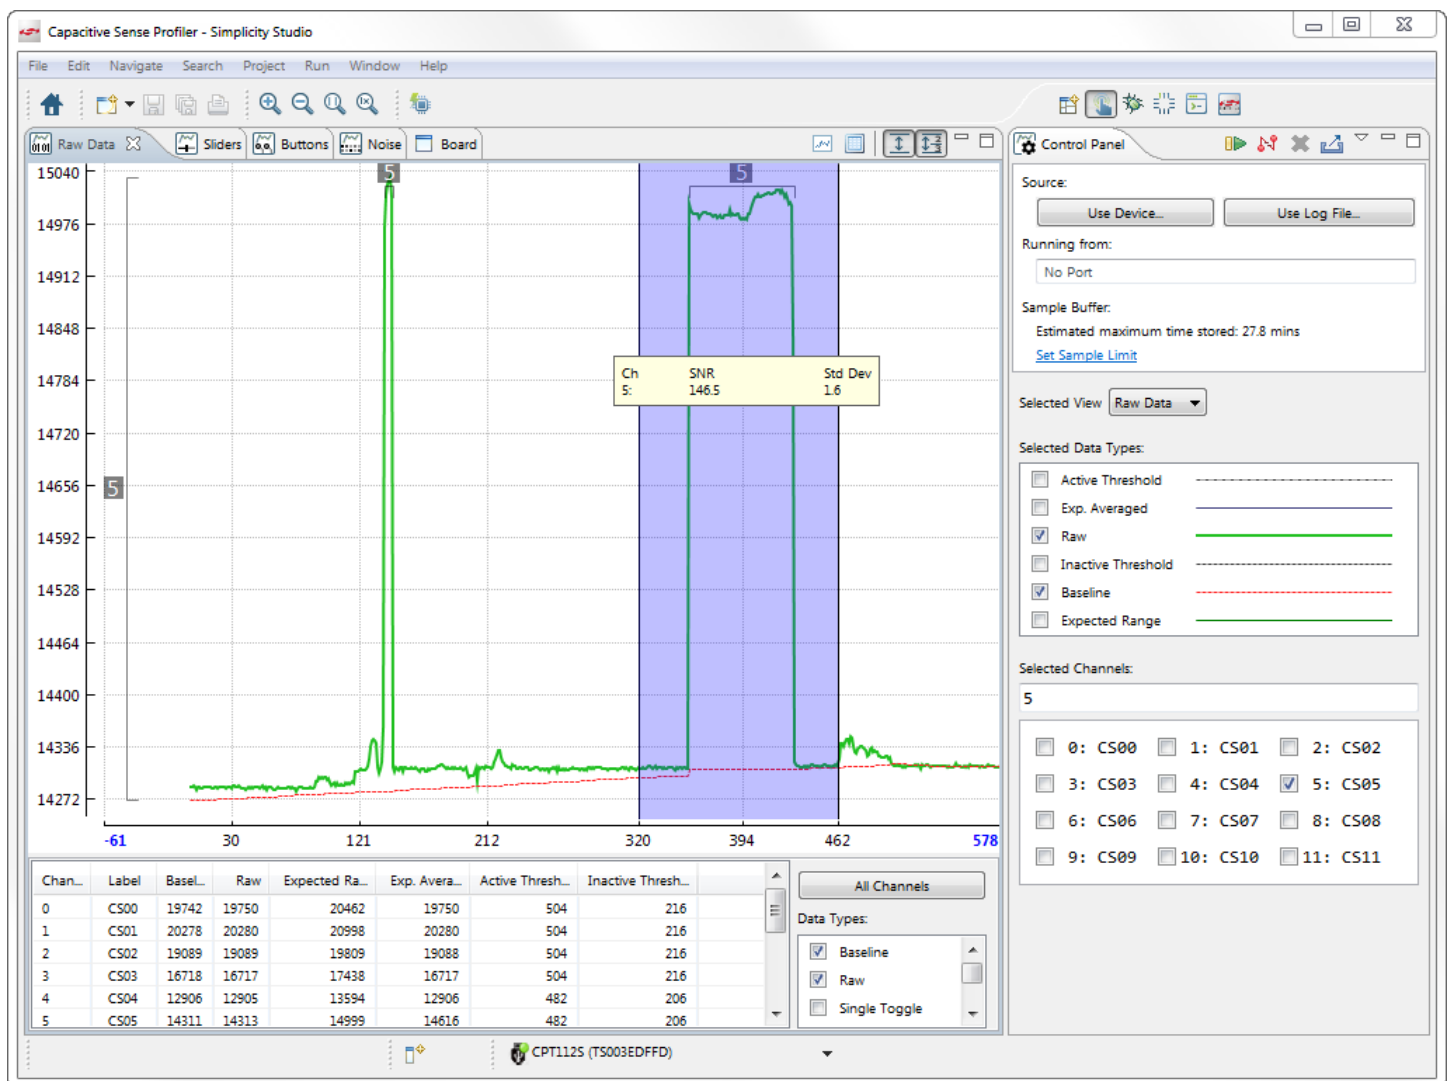 Capacitive Sense Profiler - Simplicity Studio
File Edit Navigate Search Project Run Window Help
Raw Data Sliders Buttons Noise Board
15040
14976
14912
14848
14784
14720
14656
14592
14528
14464
14400
14336
14272
5
5
5
Ch SNR Std Dev
5: 146.5 1.6
-61 30 121 212 320 394 462 578
Chan... Label Basel... Raw Expected Ra... Exp. Avera... Active Thresh... Inactive Thresh...
0 CS00 19742 19750 20462 19750 504 216
1 CS01 20278 20280 20998 20280 504 216
2 CS02 19089 19089 19809 19088 504 216
3 CS03 16718 16717 17438 16717 504 216
4 CS04 12906 12905 13594 12906 482 206
5 CS05 14311 14313 14999 14616 482 206
All Channels
Data Types:
Baseline
Raw
Single Toggle
Control Panel
Source:
Use Device... Use Log File...
Running from:
No Port
Sample Buffer:
Estimated maximum time stored: 27.8 mins
Set Sample Limit
Selected View Raw Data
Selected Data Types:
Active Threshold
Exp. Averaged
Raw
Inactive Threshold
Baseline
Expected Range
Selected Channels:
5
0: CS00 1: CS01 2: CS02
3: CS03 4: CS04 5: CS05
6: CS06 7: CS07 8: CS08
9: CS09 10: CS10 11: CS11
CPT112S (TS003EDFFD)